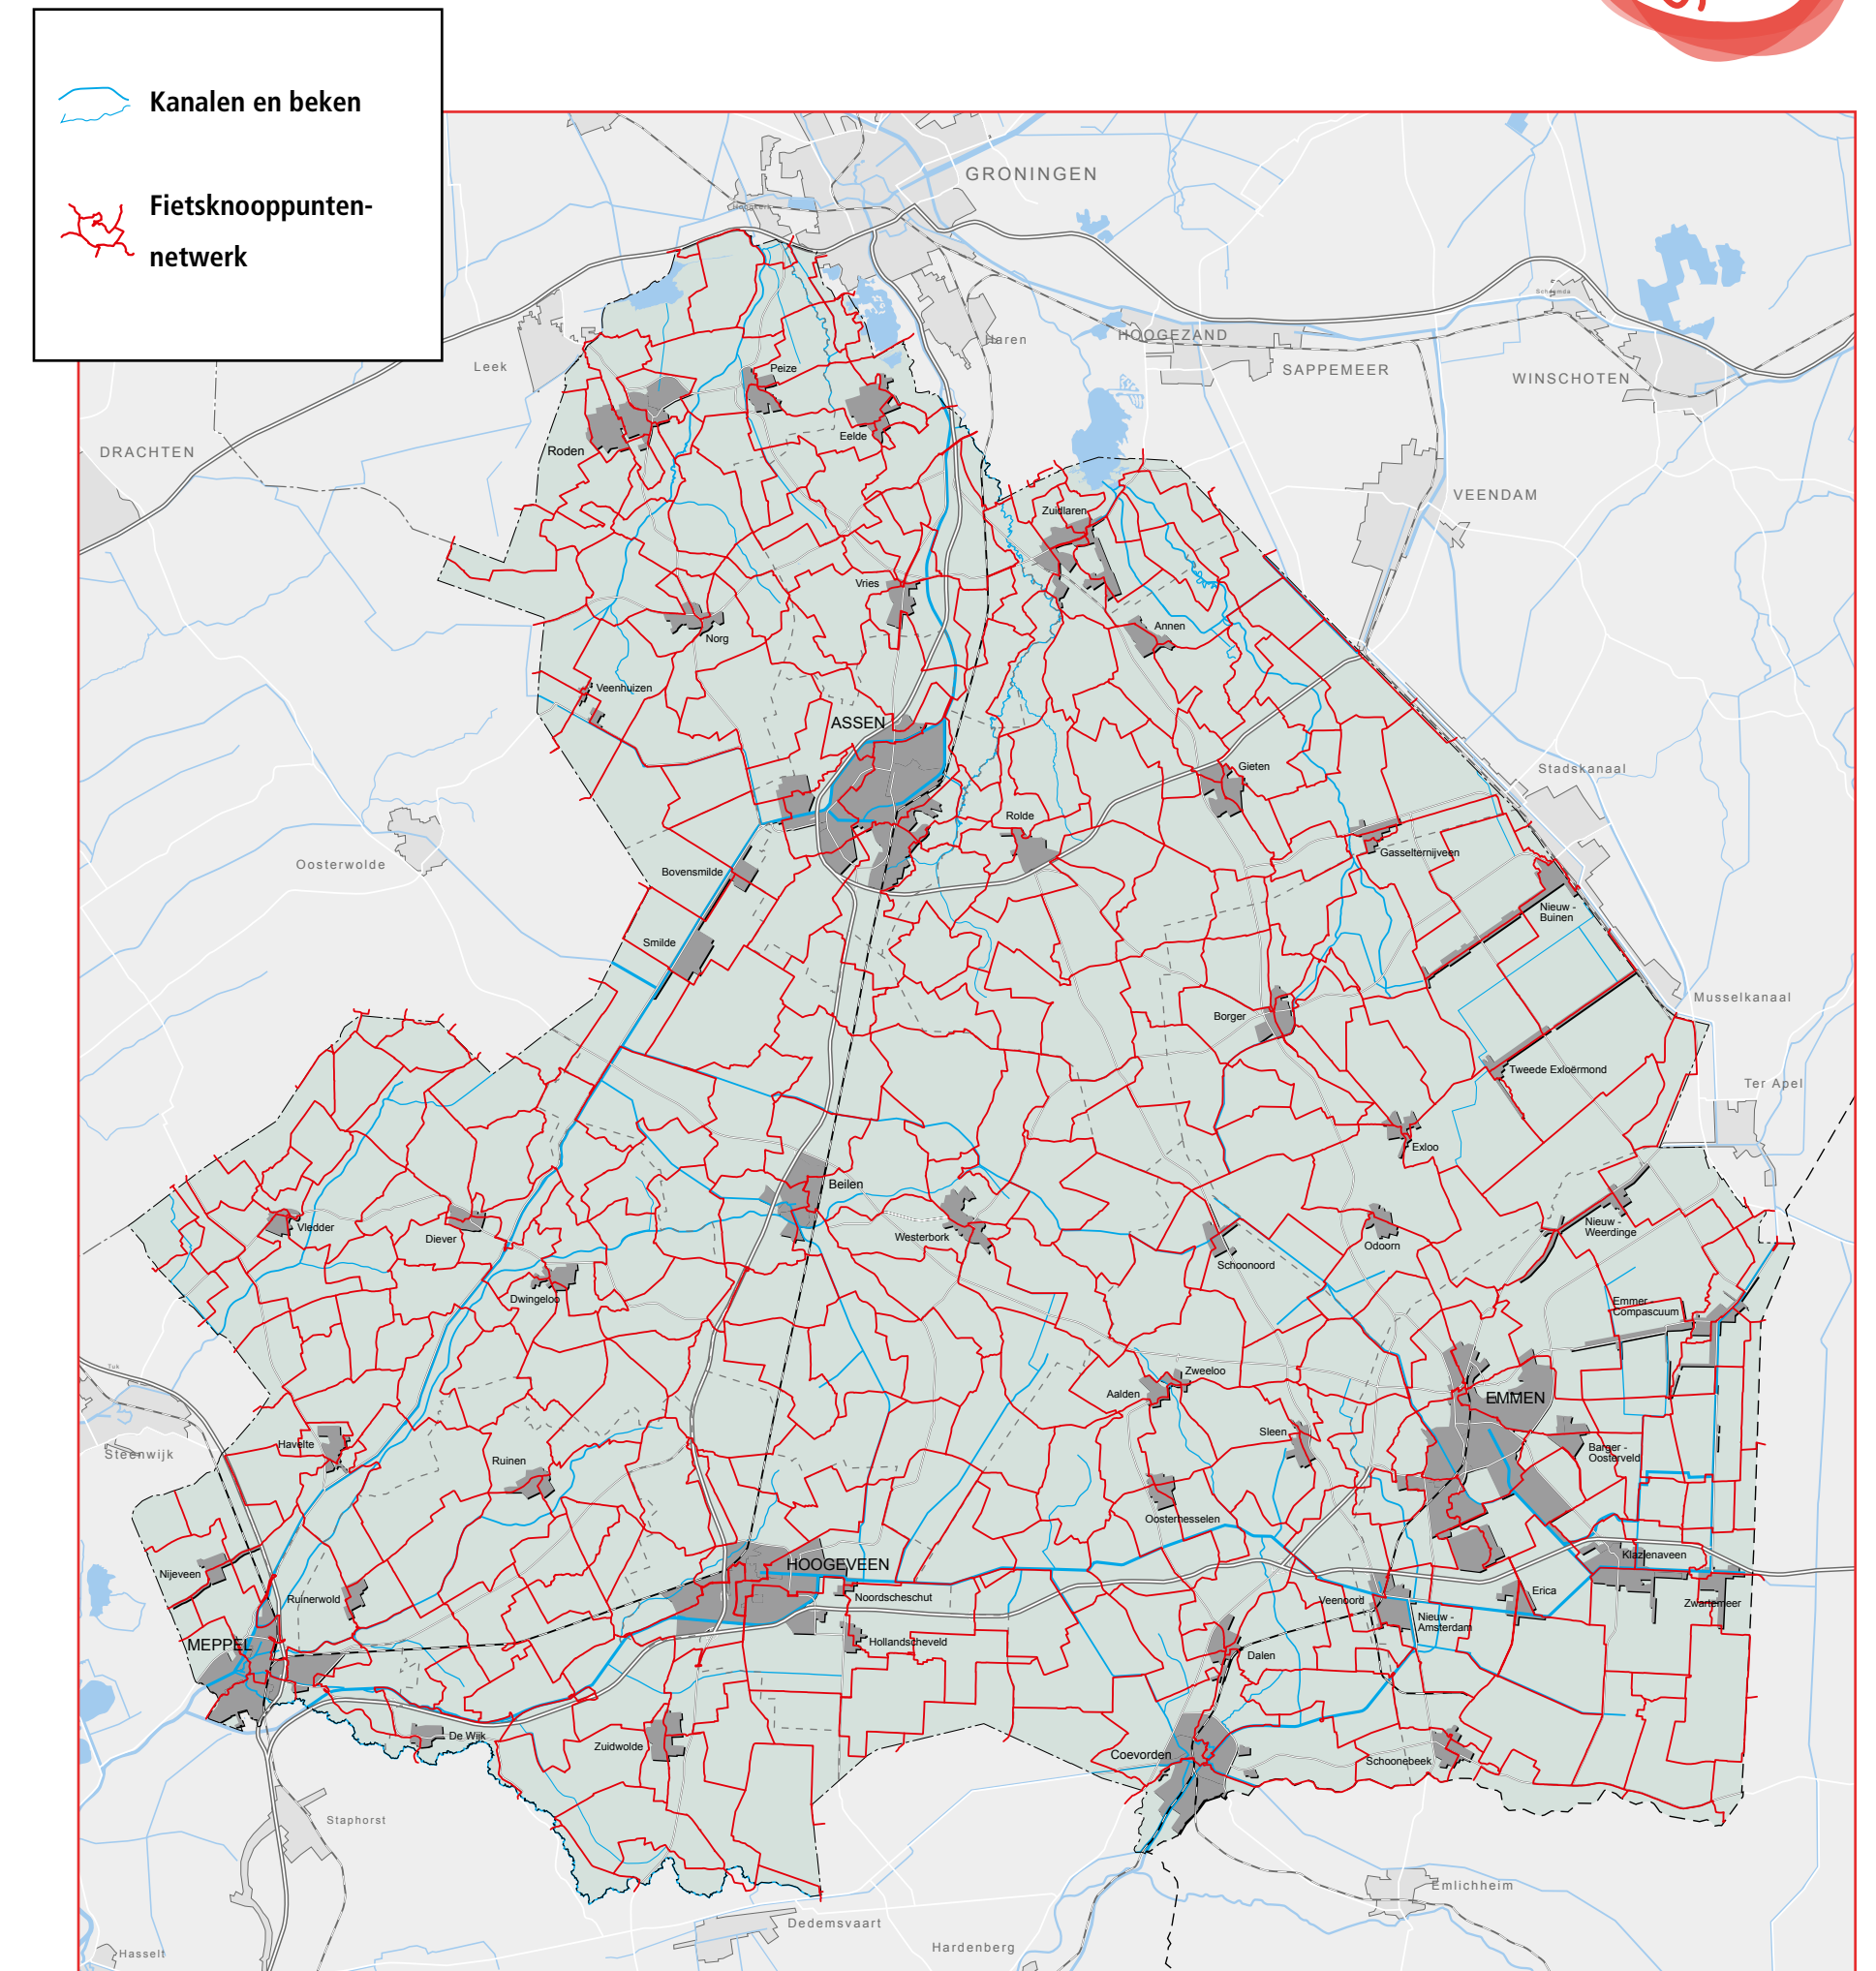 Kanalen en beken
Fietsknooppunten-
netwerk
GRONINGEN
Hoogkerk
Leek
Haren
HOOGEZAND
SAPPEMEER
Scheemda
WINSCHOTEN
DRACHTEN
Peize
Eelde
Roden
VEENDAM
Zuidlaren
Vries
Norg
Annen
Veenhuizen
ASSEN
Gieten
Stadskanaal
Rolde
Oosterwolde
Bovensmilde
Gasselternijveen
Smilde
Nieuw -
Buinen
Musselkanaal
Borger
Tweede Exloërmond
Ter Apel
Exloo
Beilen
Vledder
Diever
Westerbork
Odoorn
Nieuw -
Weerdinge
Schoonoord
Dwingeloo
Emmer -
Compascuum
Tuk
Zweeloo
Aalden
EMMEN
Steenwijk
Havelte
Ruinen
Sleen
Barger -
Oosterveld
Oosterhesselen
HOOGEVEEN
Klazienaveen
Nijeveen
Ruinerwold
Noordscheschut
Veenoord
Erica
Zwartemeer
Nieuw -
Amsterdam
MEPPEL
Hollandscheveld
Dalen
De Wijk
Zuidwolde
Coevorden
Schoonebeek
Staphorst
Emlichheim
Dedemsvaart
Hardenberg
Hasselt